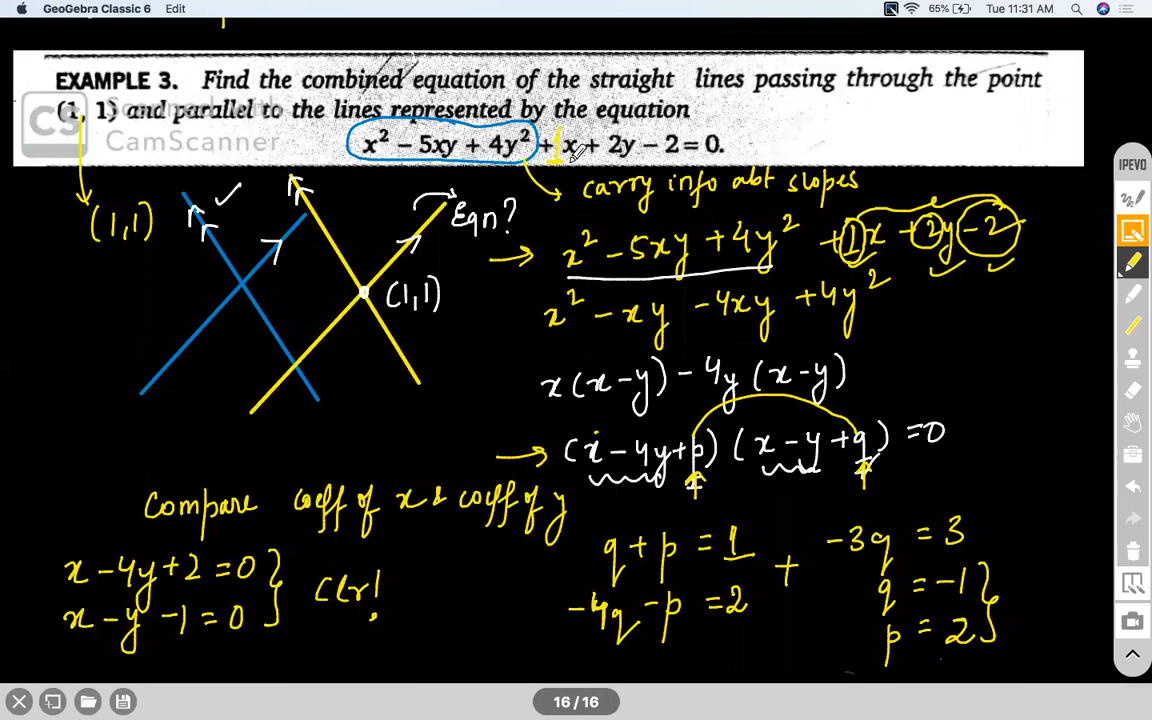 GeoGebra Classic 6 Edit 65% Tue 11:31 AM
EXAMPLE 3. Find the combined equation of the straight lines passing through the point
(1, 1) and parallel to the lines represented by the equation
CS CamScanner
x² – 5xy + 4y² + 1x + 2y – 2 = 0.
IPEVO
carry info abt slopes
(1,1)
Eqn?
x² – 5xy + 4y² + 1x + 2y – 2
(1,1)
x² – xy – 4xy + 4y²
x(x–y) – 4y(x–y)
(x – 4y + p) (x – y + q) = 0
Compare coeff of x & coeff of y
q + p = 1
-4q – p = 2
+
-3q = 3
q = -1
p = 2
x – 4y + 2 = 0
x – y – 1 = 0
Clr!
16 / 16